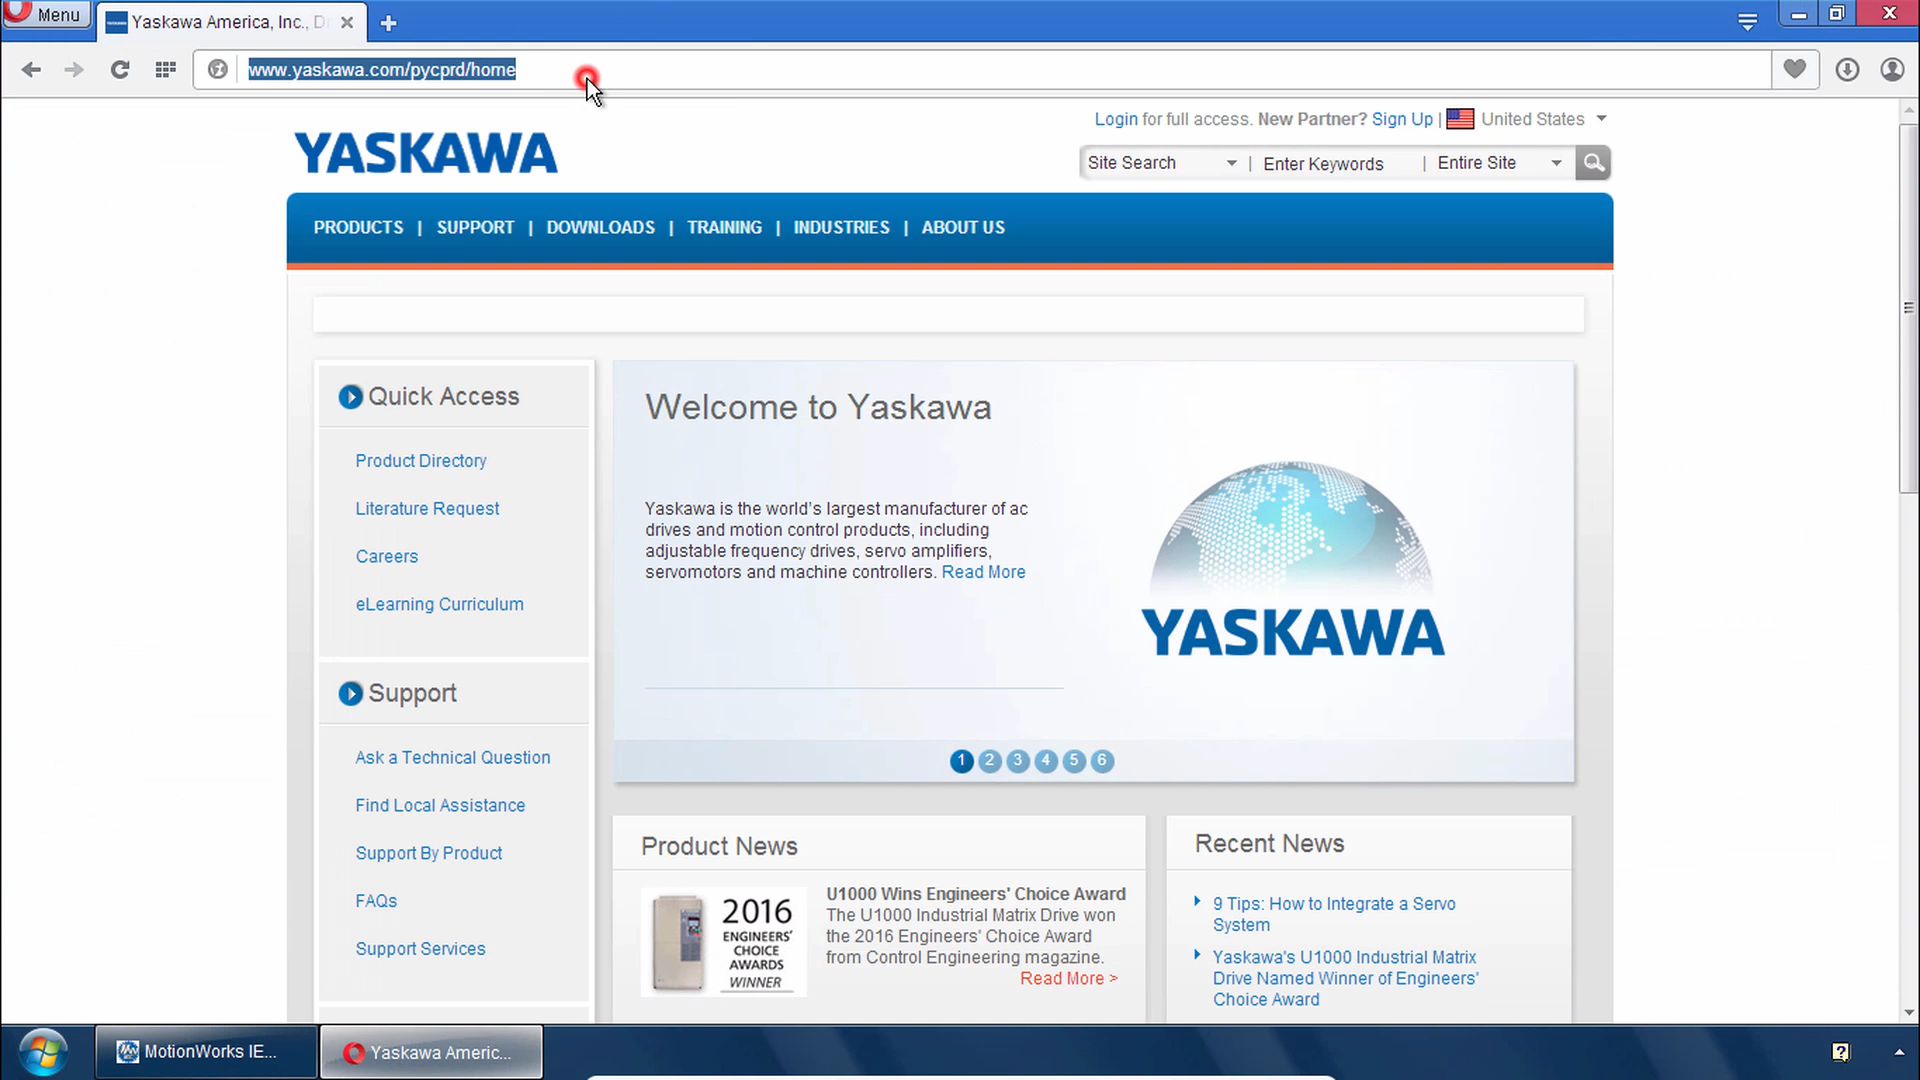 Menu
Yaskawa America, Inc., D
www.yaskawa.com/pycprd/home
YASKAWA
Login for full access. New Partner? Sign Up | United States
Site Search | Enter Keywords | Entire Site
PRODUCTS | SUPPORT | DOWNLOADS | TRAINING | INDUSTRIES | ABOUT US
Quick Access
Product Directory
Literature Request
Careers
eLearning Curriculum
Support
Ask a Technical Question
Find Local Assistance
Support By Product
FAQs
Support Services
Welcome to Yaskawa
Yaskawa is the world's largest manufacturer of ac
drives and motion control products, including
adjustable frequency drives, servo amplifiers,
servomotors and machine controllers. Read More
YASKAWA
1 2 3 4 5 6
Product News
2016
ENGINEERS'
CHOICE
AWARDS
WINNER
U1000 Wins Engineers' Choice Award
The U1000 Industrial Matrix Drive won
the 2016 Engineers' Choice Award
from Control Engineering magazine.
Read More >
Recent News
9 Tips: How to Integrate a Servo
System
Yaskawa's U1000 Industrial Matrix
Drive Named Winner of Engineers'
Choice Award
MotionWorks IE...
Yaskawa Americ...